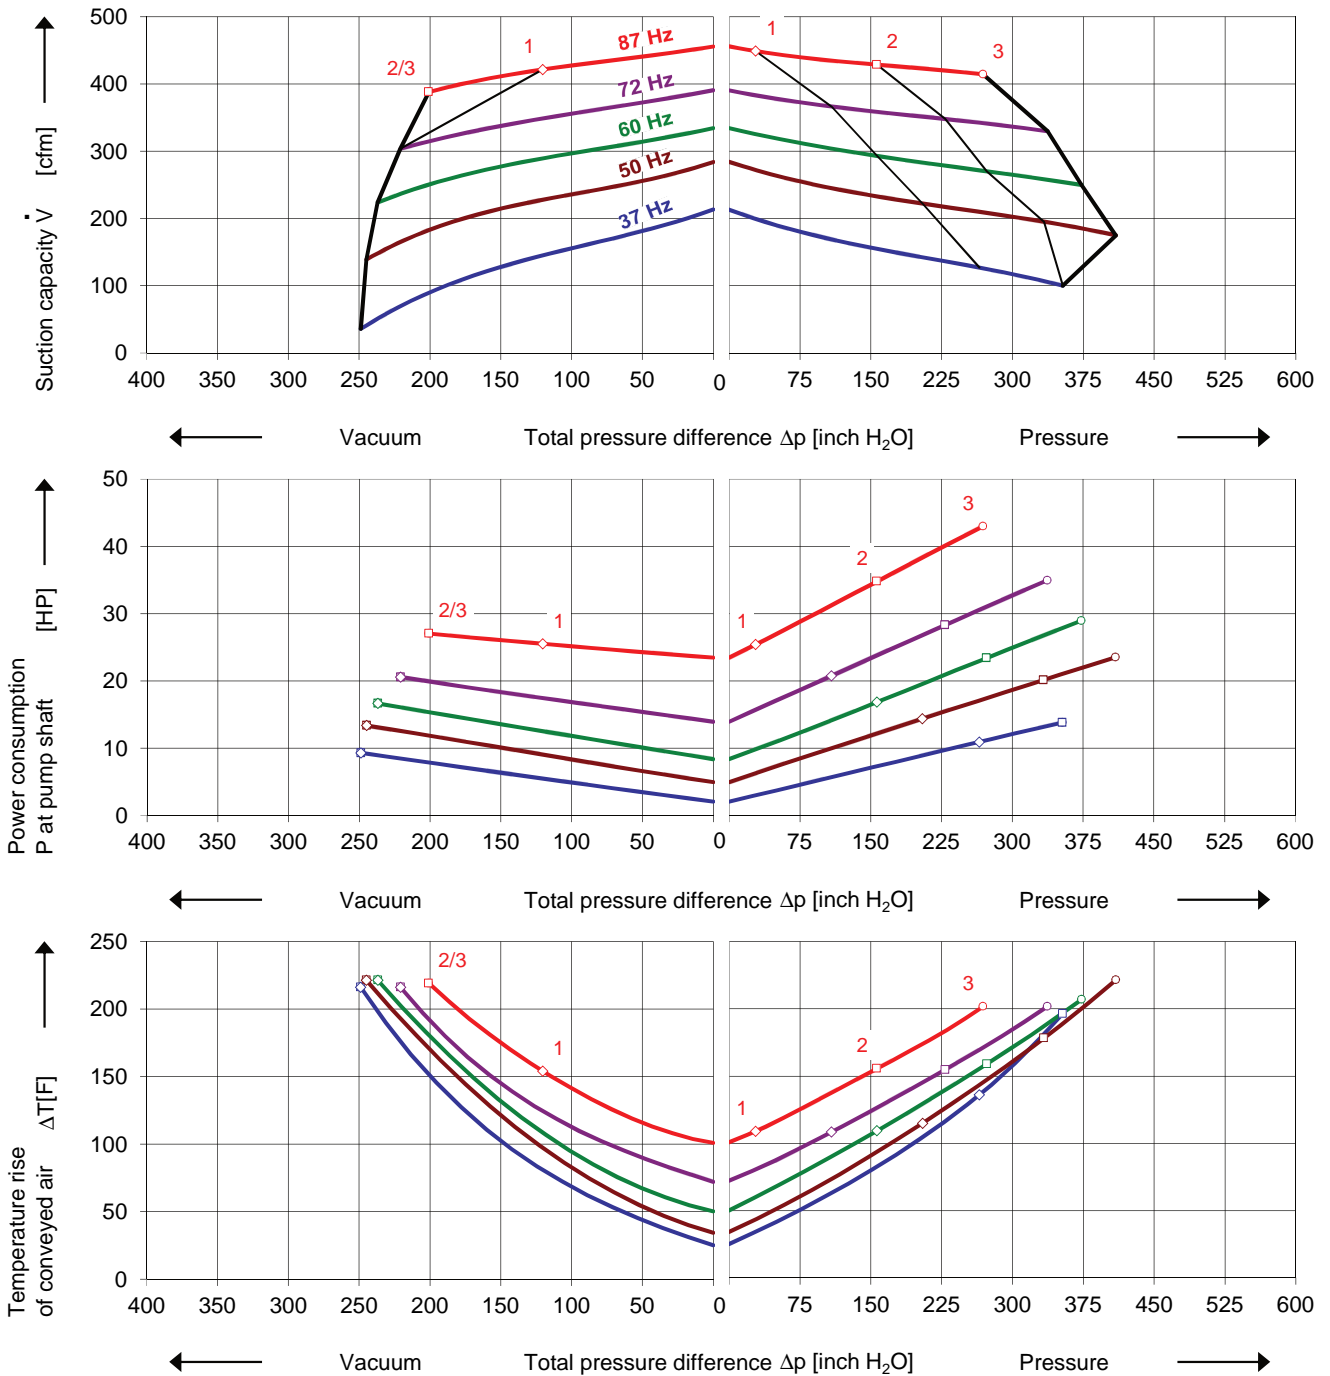 500
400
300
200
100
0
Suction capacity V̇ [cfm]
87 Hz
72 Hz
60 Hz
50 Hz
37 Hz
2/3
1
1
2
3
400 350 300 250 200 150 100 50 0 75 150 225 300 375 450 525 600
Vacuum Total pressure difference Δp [inch H₂O] Pressure
50
40
30
20
10
0
Power consumption
P at pump shaft [HP]
2/3
1
1
2
3
400 350 300 250 200 150 100 50 0 75 150 225 300 375 450 525 600
Vacuum Total pressure difference Δp [inch H₂O] Pressure
250
200
150
100
50
0
Temperature rise
of conveyed air ΔT[F]
2/3
1
1
2
3
400 350 300 250 200 150 100 50 0 75 150 225 300 375 450 525 600
Vacuum Total pressure difference Δp [inch H₂O] Pressure